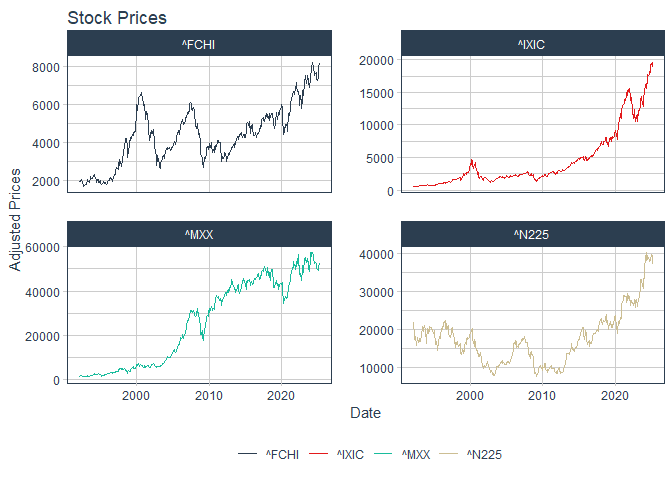 Stock Prices
^FCHI
^IXIC
8000
6000
4000
2000
20000
15000
10000
5000
0
^MXX
^N225
60000
40000
20000
0
40000
30000
20000
10000
2000 2010 2020
2000 2010 2020
Adjusted Prices
Date
^FCHI ^IXIC ^MXX ^N225